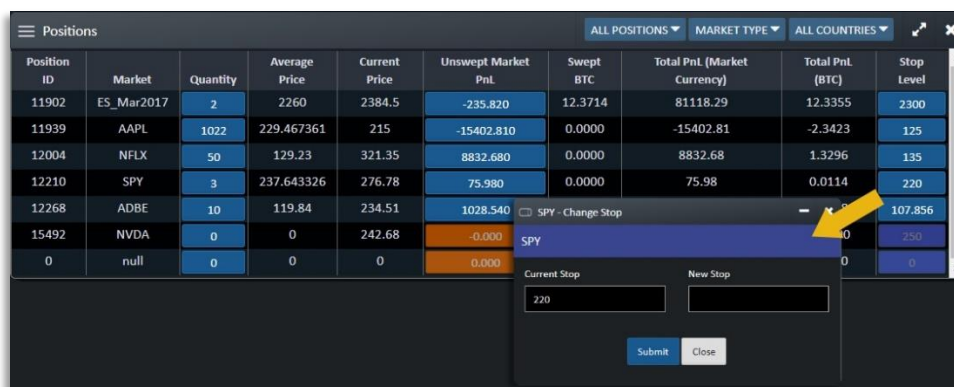 Positions
ALL POSITIONS MARKET TYPE ALL COUNTRIES
Position ID Market Quantity Average Price Current Price Unswept Market PnL Swept BTC Total PnL (Market Currency) Total PnL (BTC) Stop Level
11902 ES_Mar2017 2 2260 2384.5 -235.820 12.3714 81118.29 12.3355 2300
11939 AAPL 1022 229.467361 215 -15402.810 0.0000 -15402.81 -2.3423 125
12004 NFLX 50 129.23 321.35 8832.680 0.0000 8832.68 1.3296 135
12210 SPY 3 237.643326 276.78 75.980 0.0000 75.98 0.0114 220
12268 ADBE 10 119.84 234.51 1028.540 107.856
15492 NVDA 0 0 242.68 -0.000 250
0 null 0 0 0 0.000 0
SPY - Change Stop
SPY
Current Stop New Stop
220
Submit Close